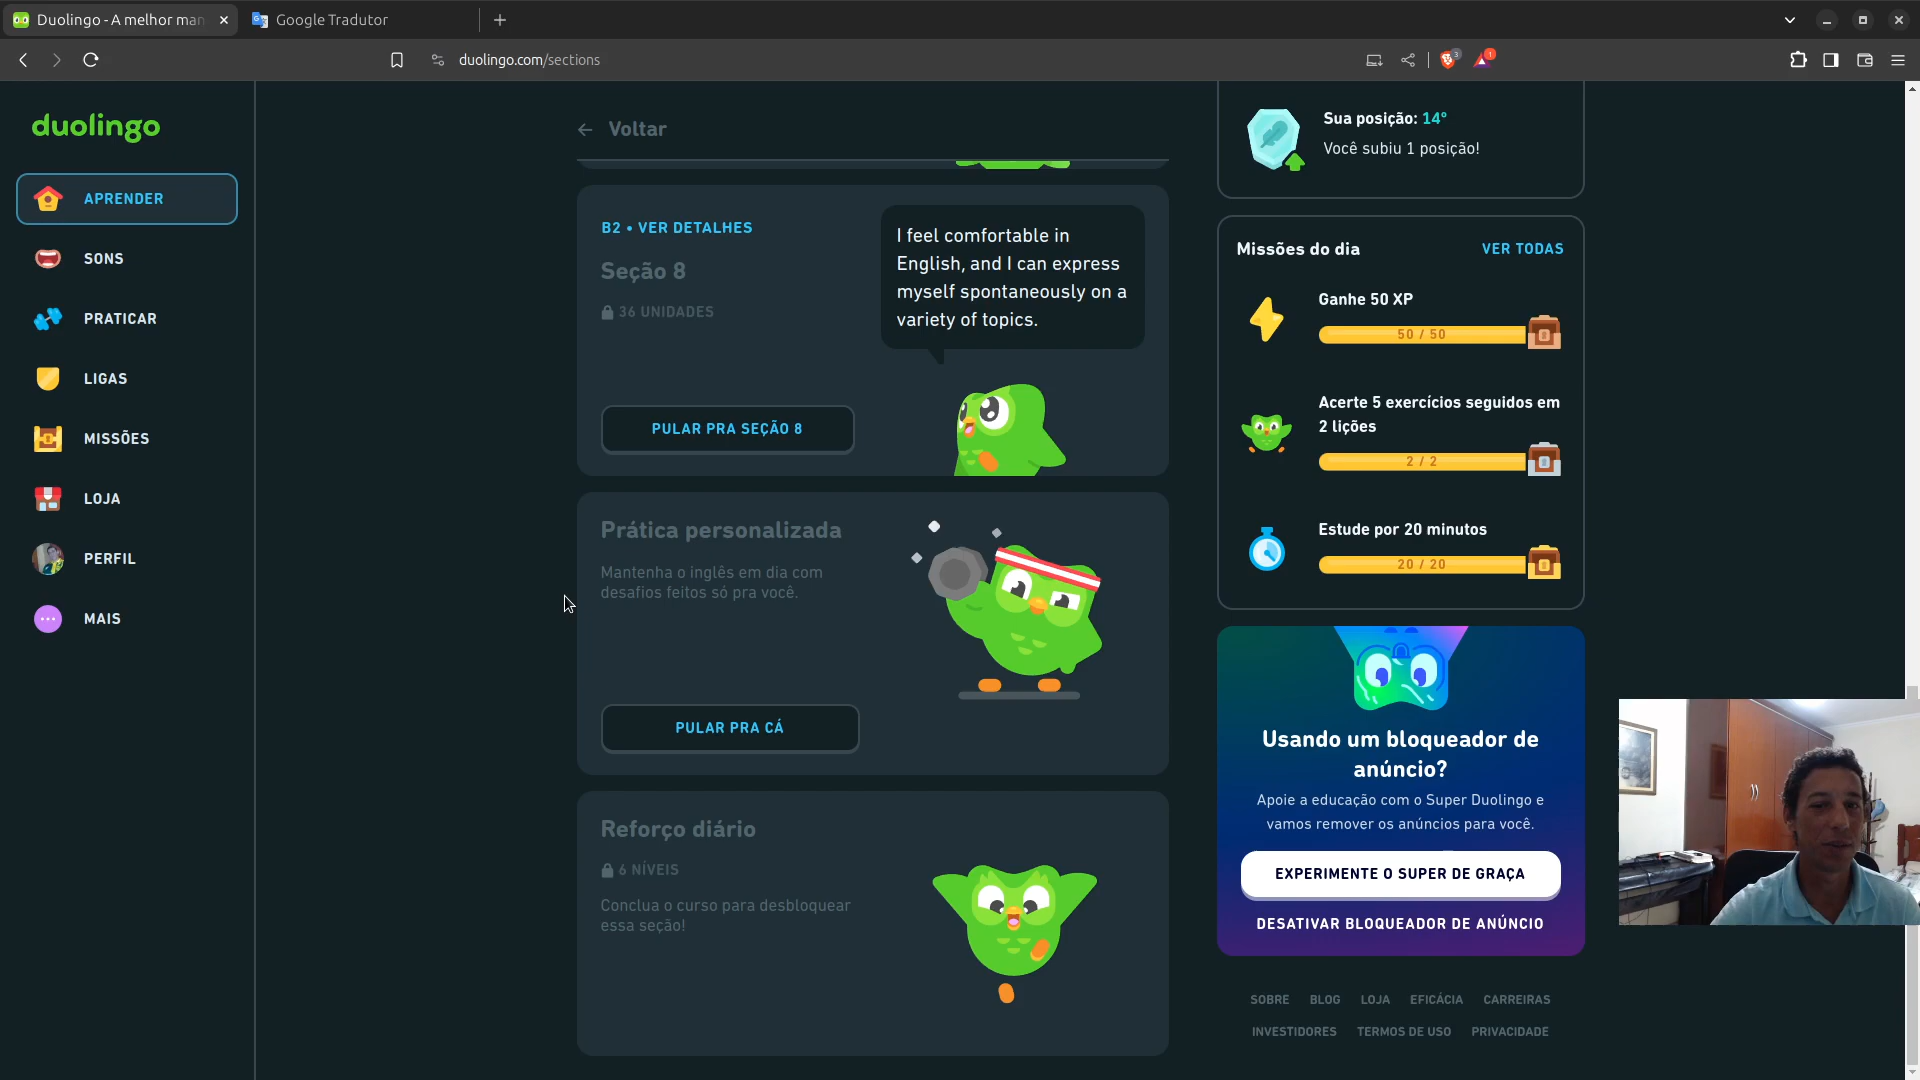 Duolingo - A melhor man
Google Tradutor
duolingo.com/sections
3
1
duolingo
APRENDER
SONS
PRATICAR
LIGAS
MISSÕES
LOJA
PERFIL
MAIS
Voltar
B2 • VER DETALHES
Seção 8
36 UNIDADES
PULAR PRA SEÇÃO 8
I feel comfortable in
English, and I can express
myself spontaneously on a
variety of topics.
Prática personalizada
Mantenha o inglês em dia com
desafios feitos só pra você.
PULAR PRA CÁ
Reforço diário
6 NÍVEIS
Conclua o curso para desbloquear
essa seção!
Sua posição: 14°
Você subiu 1 posição!
Missões do dia
VER TODAS
Ganhe 50 XP
50 / 50
Acerte 5 exercícios seguidos em
2 lições
2 / 2
Estude por 20 minutos
20 / 20
Usando um bloqueador de
anúncio?
Apoie a educação com o Super Duolingo e
vamos remover os anúncios para você.
EXPERIMENTE O SUPER DE GRAÇA
DESATIVAR BLOQUEADOR DE ANÚNCIO
SOBRE BLOG LOJA EFICÁCIA CARREIRAS
INVESTIDORES TERMOS DE USO PRIVACIDADE